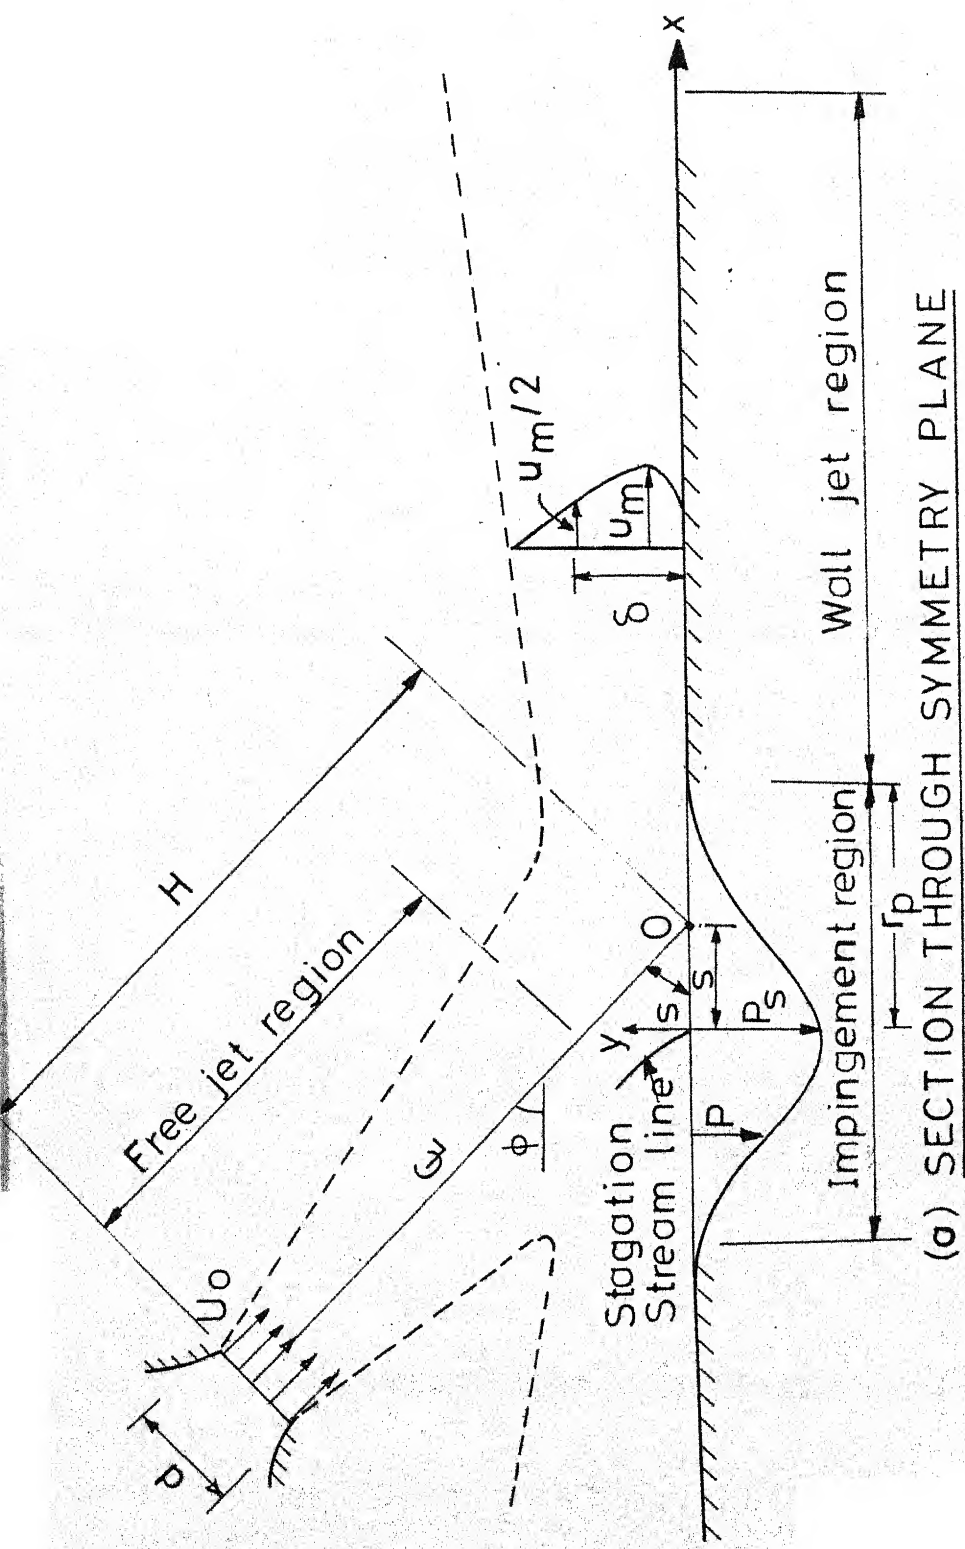 d
U₀
H
Free jet region
ω
φ
Stagation
Stream line
y
s
O
s
Pₛ
P
rₚ
δ
uₘ
uₘ/2
x
Impingement region
Wall jet region
(a) SECTION THROUGH SYMMETRY PLANE